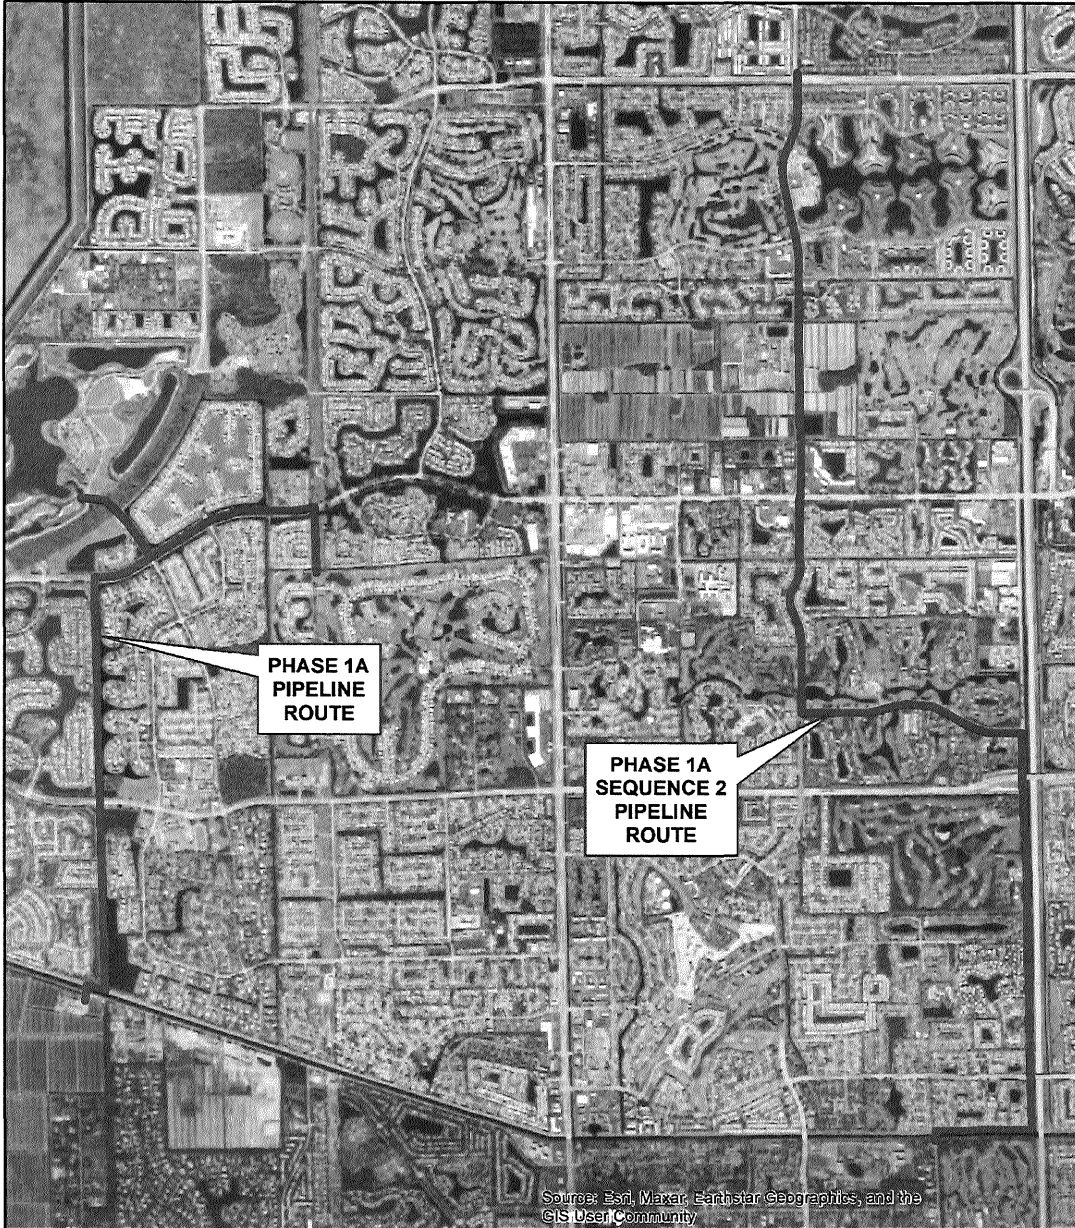 PHASE 1A
PIPELINE
ROUTE
PHASE 1A
SEQUENCE 2
PIPELINE
ROUTE
Source: Esri, Maxar, Earthstar Geographics, and the
GIS User Community